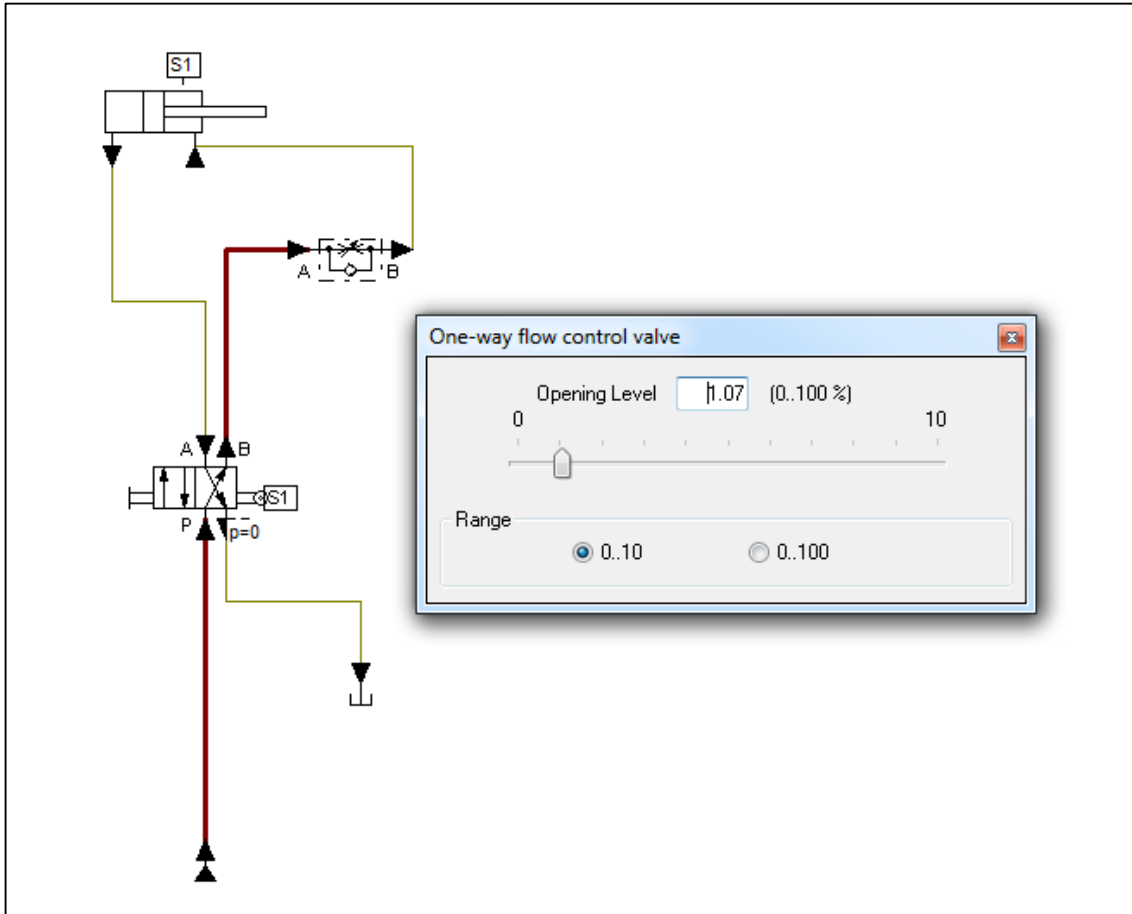 S1
A B
One-way flow control valve
Opening Level 1.07 (0..100 %)
0 10
A B
S1
P p=0
Range
0..10 0..100